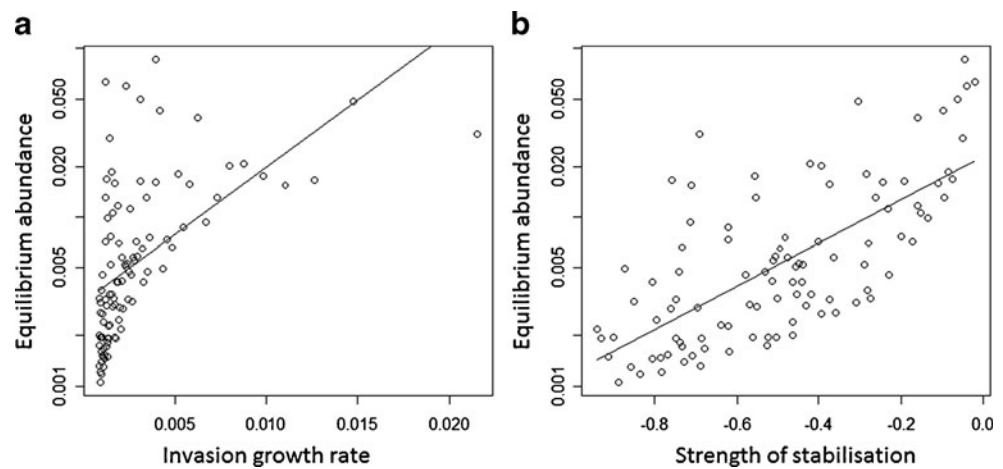 a
Equilibrium abundance
0.050
0.020
0.005
0.001
0.005
0.010
0.015
0.020
Invasion growth rate
b
Equilibrium abundance
0.050
0.020
0.005
0.001
-0.8
-0.6
-0.4
-0.2
0.0
Strength of stabilisation